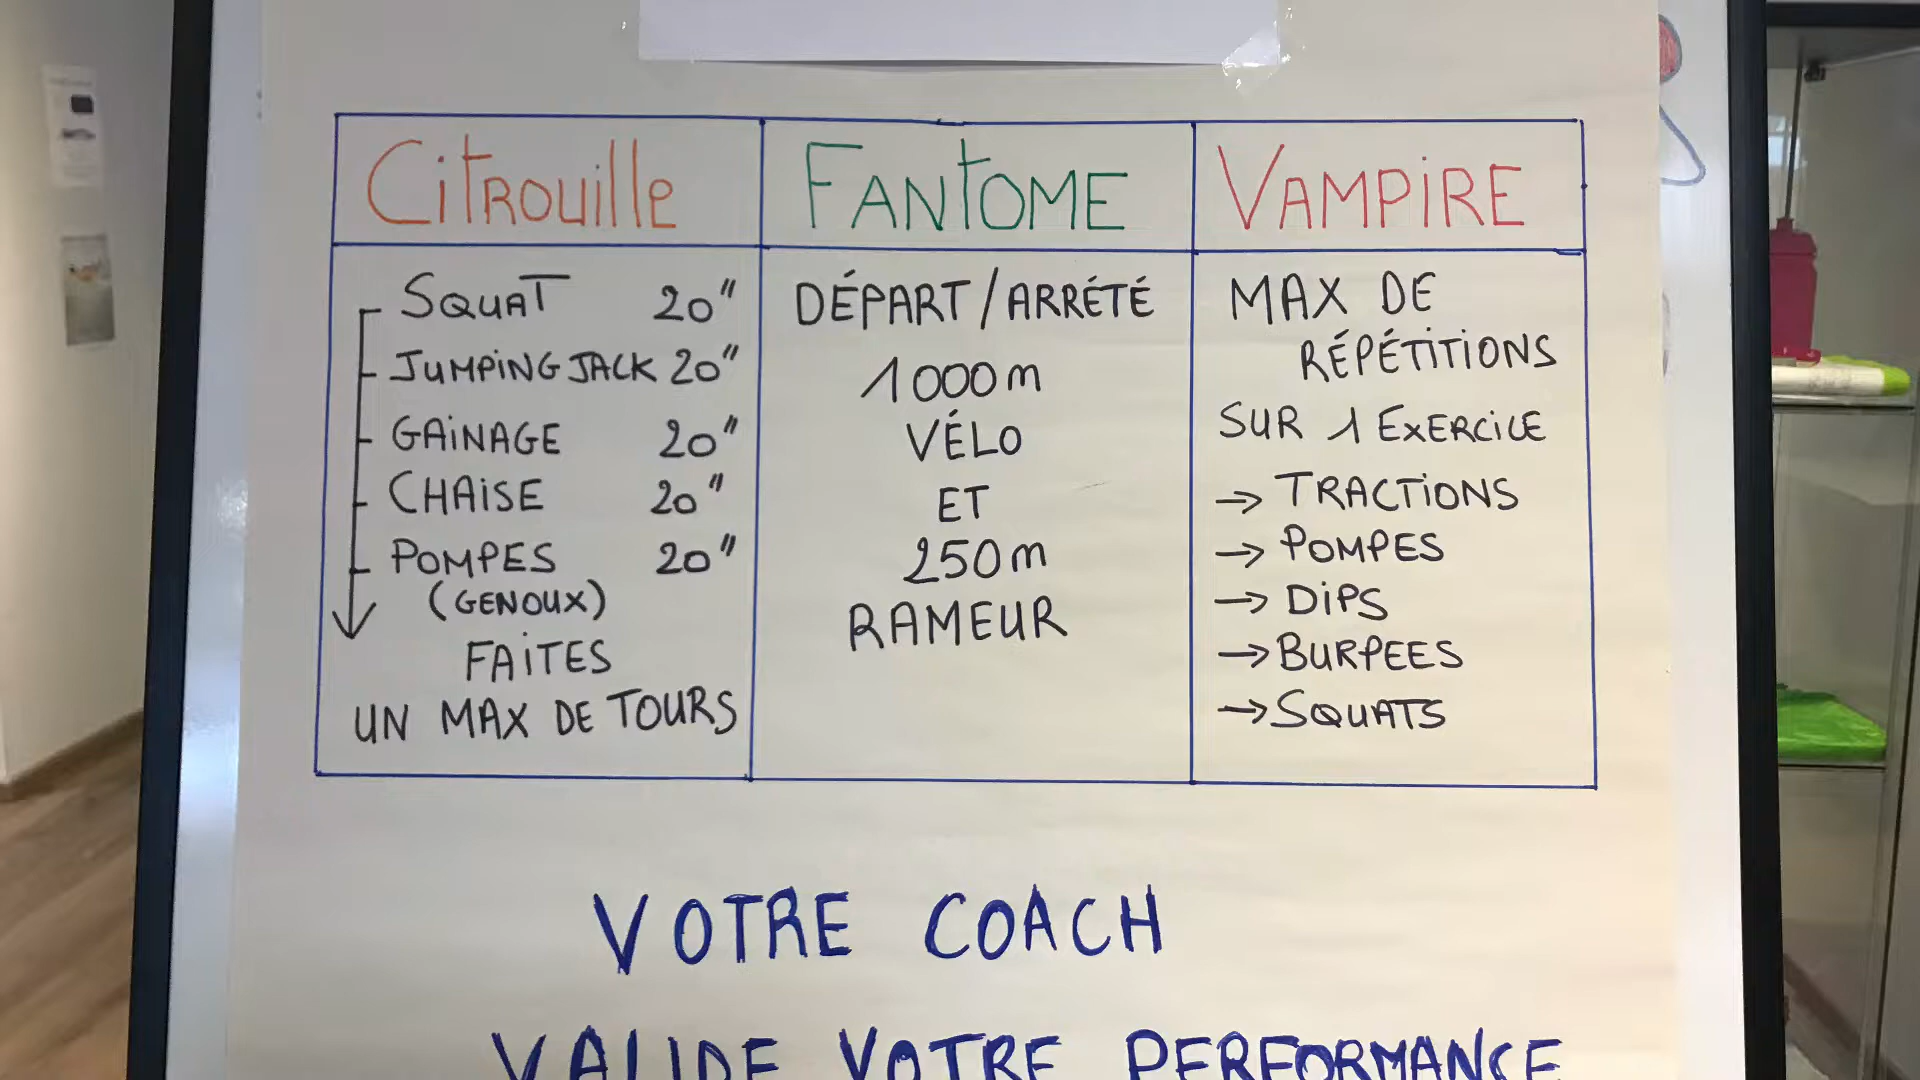 Citrouille
SQUAT 20"
JUMPING JACK 20"
GAINAGE 20"
CHAISE 20"
POMPES 20"
(GENOUX)
FAITES
UN MAX DE TOURS
FANTOME
DÉPART/ARRÉTÉ
1000m
VÉLO
ET
250m
RAMEUR
VAMPIRE
MAX DE
RÉPÉTITIONS
SUR 1 EXERCICE
→ TRACTIONS
→ POMPES
→ DIPS
→ BURPEES
→ SQUATS
VOTRE COACH
VALIDE VOTRE PERFORMANCE